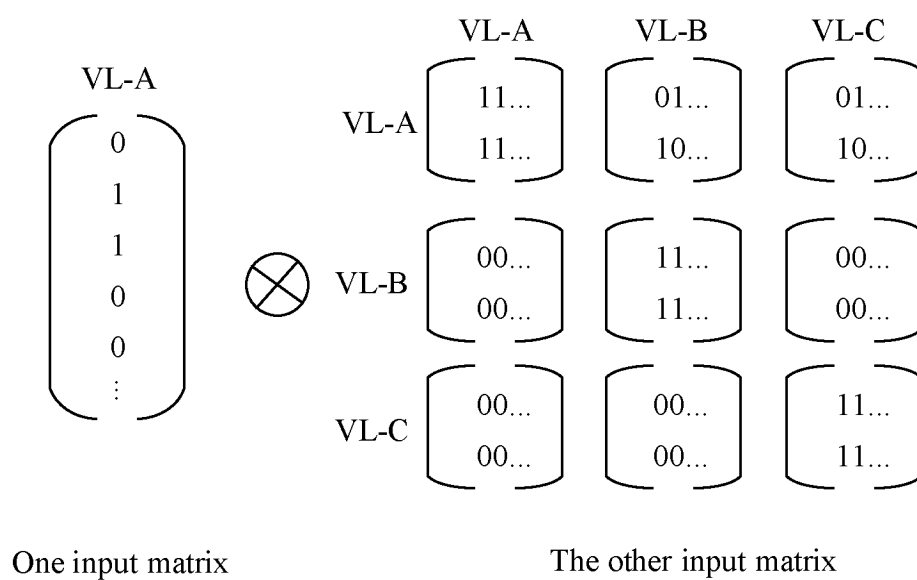 VL-A VL-B VL-C
VL-A
0
1
1
0
0
...
VL-A
11... 01... 01...
11... 10... 10...
VL-B
00... 11... 00...
00... 11... 00...
VL-C
00... 00... 11...
00... 00... 11...
One input matrix
The other input matrix